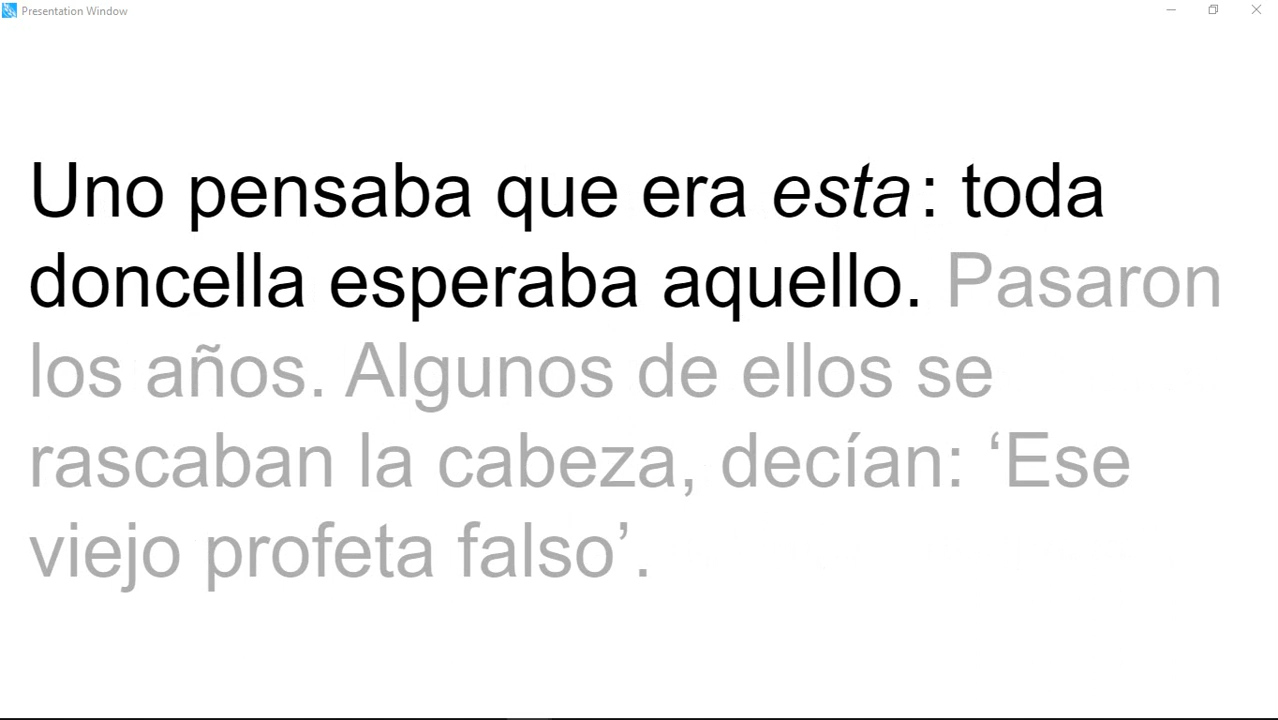 Presentation Window
Uno pensaba que era esta: toda
doncella esperaba aquello. Pasaron
los años. Algunos de ellos se
rascaban la cabeza, decían: ‘Ese
viejo profeta falso’.